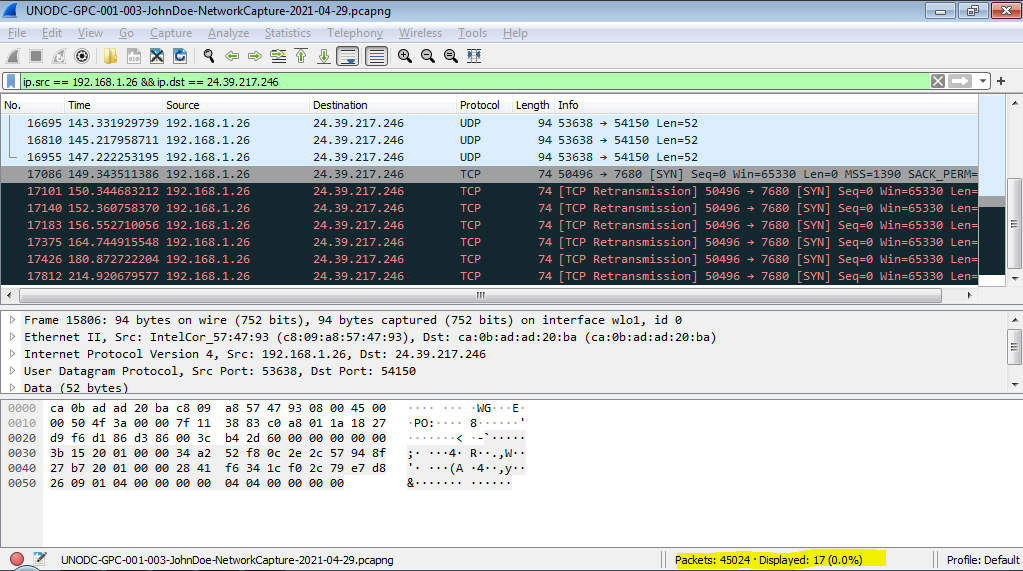 UNODC-GPC-001-003-JohnDoe-NetworkCapture-2021-04-29.pcapng
File Edit View Go Capture Analyze Statistics Telephony Wireless Tools Help
ip.src == 192.168.1.26 &&ip.dst == 24.39.217.246
No. Time Source Destination Protocol Length Info
16695 143.331929739 192.168.1.26 24.39.217.246 UDP 94 53638 → 54150 Len=52
16810 145.217958711 192.168.1.26 24.39.217.246 UDP 94 53638 → 54150 Len=52
16955 147.222253195 192.168.1.26 24.39.217.246 UDP 94 53638 → 54150 Len=52
17086 149.343511386 192.168.1.26 24.39.217.246 TCP 74 50496 → 7680 [SYN] Seq=0 Win=65330 Len=0 MSS=1390 SACK_PERM=
17101 150.344683212 192.168.1.26 24.39.217.246 TCP 74 [TCP Retransmission] 50496 → 7680 [SYN] Seq=0 Win=65330 Len=
17140 152.360758370 192.168.1.26 24.39.217.246 TCP 74 [TCP Retransmission] 50496 → 7680 [SYN] Seq=0 Win=65330 Len=
17183 156.552710056 192.168.1.26 24.39.217.246 TCP 74 [TCP Retransmission] 50496 → 7680 [SYN] Seq=0 Win=65330 Len=
17375 164.744915548 192.168.1.26 24.39.217.246 TCP 74 [TCP Retransmission] 50496 → 7680 [SYN] Seq=0 Win=65330 Len=
17426 180.872722204 192.168.1.26 24.39.217.246 TCP 74 [TCP Retransmission] 50496 → 7680 [SYN] Seq=0 Win=65330 Len=
17812 214.920679577 192.168.1.26 24.39.217.246 TCP 74 [TCP Retransmission] 50496 → 7680 [SYN] Seq=0 Win=65330 Len=
Frame 15806: 94 bytes on wire (752 bits), 94 bytes captured (752 bits) on interface wlo1, id 0
Ethernet II, Src: IntelCor_57:47:93 (c8:09:a8:57:47:93), Dst: ca:0b:ad:ad:20:ba (ca:0b:ad:ad:20:ba)
Internet Protocol Version 4, Src: 192.168.1.26, Dst: 24.39.217.246
User Datagram Protocol, Src Port: 53638, Dst Port: 54150
Data (52 bytes)
0000 ca 0b ad ad 20 ba c8 09 a8 57 47 93 08 00 45 00 ···· ··· ·WG···E·
0010 00 50 4f 3a 00 00 7f 11 38 83 c0 a8 01 1a 18 27 ·PO:···· 8······'
0020 d9 f6 d1 86 d3 86 00 3c b4 2d 60 00 00 00 00 00 ·······< ·-`·····
0030 3b 15 20 01 00 00 34 a2 52 f8 0c 2e 2c 57 94 8f ;· ···4· R··.,W··
0040 27 b7 20 01 00 00 28 41 f6 34 1c f0 2c 79 e7 d8 '· ···(A ·4··,y··
0050 26 09 01 04 00 00 00 00 04 04 00 00 00 00 &······· ······
UNODC-GPC-001-003-JohnDoe-NetworkCapture-2021-04-29.pcapng Packets: 45024 · Displayed: 17 (0.0%) Profile: Default